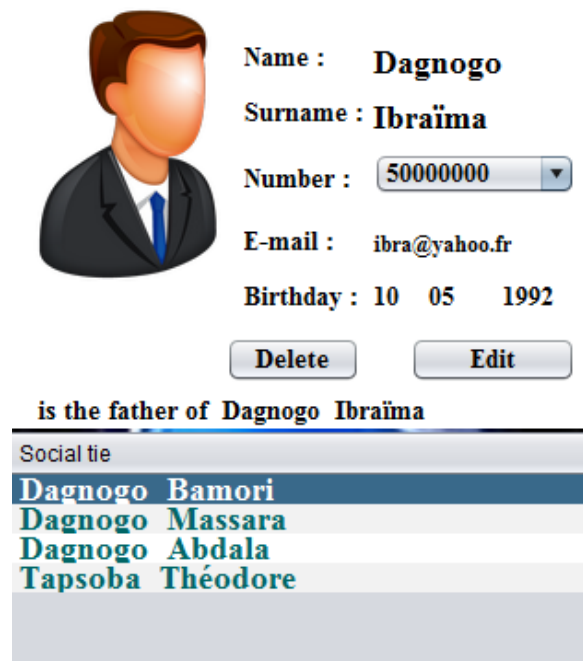 Name : Dagnogo
Surname : Ibraïma
Number : 50000000
E-mail : ibra@yahoo.fr
Birthday : 10 05 1992
Delete Edit
is the father of Dagnogo Ibraïma
Social tie
Dagnogo Bamori
Dagnogo Massara
Dagnogo Abdala
Tapsoba Théodore